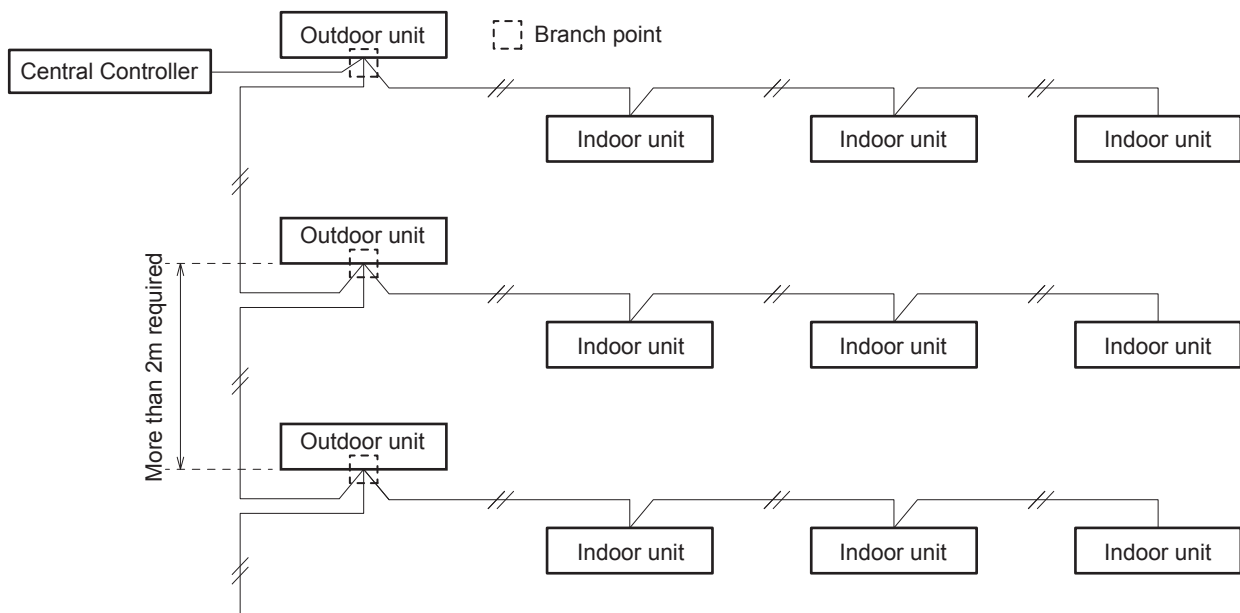 Outdoor unit
Branch point
Central Controller
Indoor unit
Indoor unit
Indoor unit
Outdoor unit
More than 2m required
Indoor unit
Indoor unit
Indoor unit
Outdoor unit
Indoor unit
Indoor unit
Indoor unit